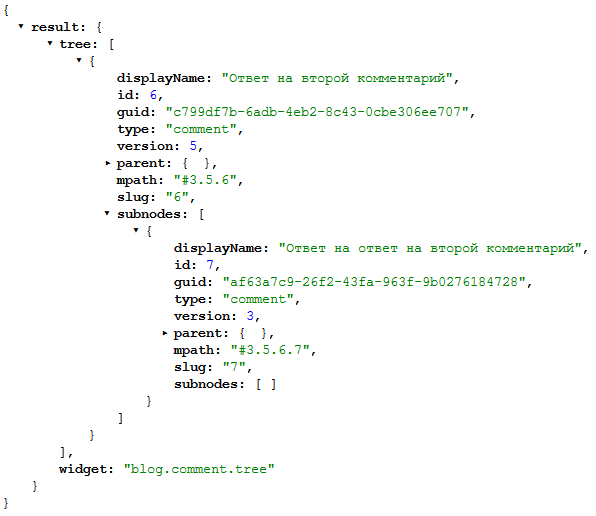 {
result: {
tree: [
{
displayName: "Ответ на второй комментарий",
id: 6,
guid: "c799df7b-6adb-4eb2-8c43-0cbe306ee707",
type: "comment",
version: 5,
parent: { },
mpath: "#3.5.6",
slug: "6",
subnodes: [
{
displayName: "Ответ на ответ на второй комментарий",
id: 7,
guid: "af63a7c9-26f2-43fa-963f-9b0276184728",
type: "comment",
version: 3,
parent: { },
mpath: "#3.5.6.7",
slug: "7",
subnodes: [ ]
}
]
}
],
widget: "blog.comment.tree"
}
}